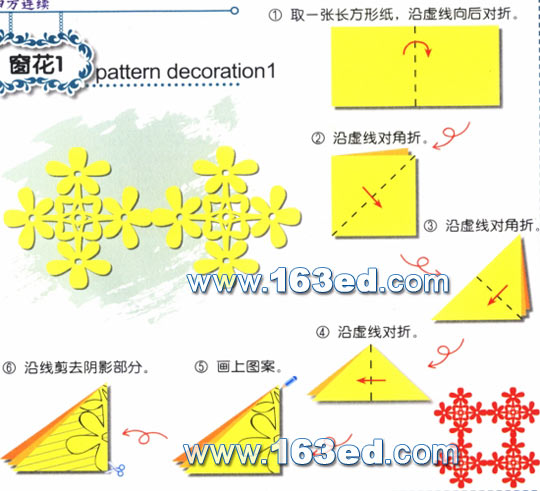 四方连续
窗花1
pattern decoration1
① 取一张长方形纸，沿虚线向后对折。
② 沿虚线对角折。
③ 沿虚线对角折。
www.163ed.com
④ 沿虚线对折。
⑤ 画上图案。
⑥ 沿线剪去阴影部分。
www.163ed.com